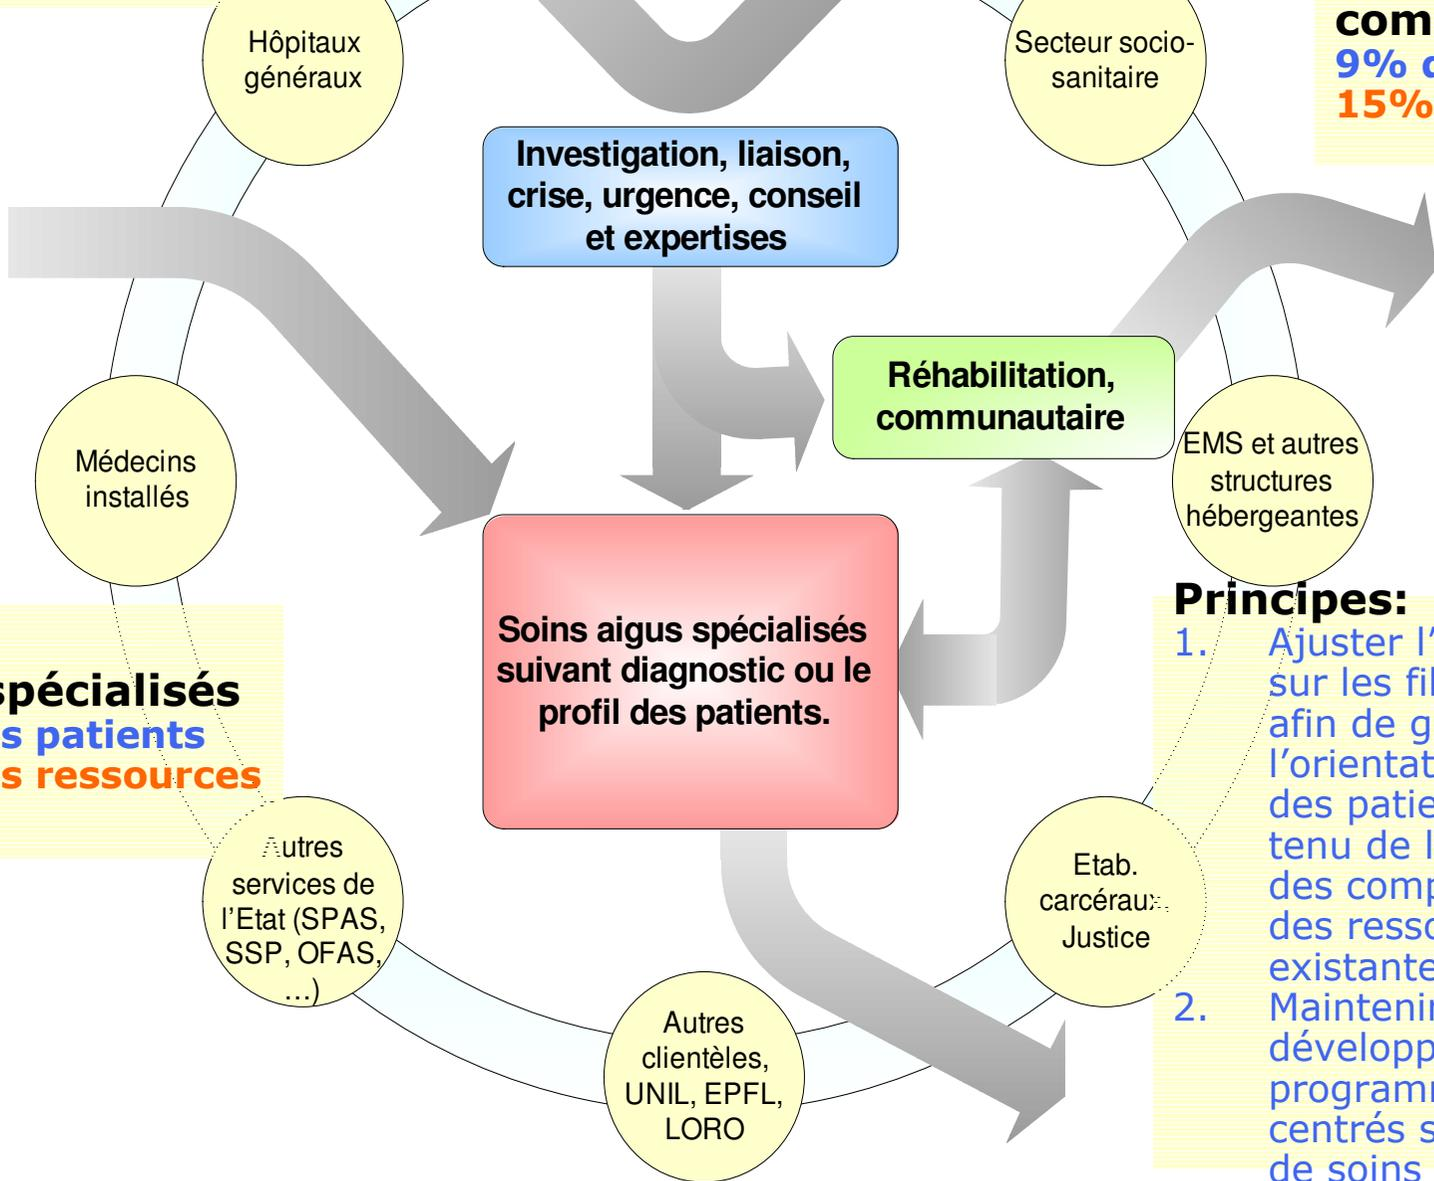 Hôpitaux
généraux
Secteur socio-
sanitaire
com
9%
15%
Investigation, liaison,
crise, urgence, conseil
et expertises
Réhabilitation,
communautaire
Médecins
installés
EMS et autres
structures
hébergeantes
Soins aigus spécialisés
suivant diagnostic ou le
profil des patients.
spécialisés
s patients
s ressources
Principes:
1. Ajuster l’
sur les fil
afin de g
l’orientat
des patie
tenu de l
des comp
des resso
existante
2. Maintenir
développ
program
centrés s
de soins
Autres
services de
l’Etat (SPAS,
SSP, OFAS,
…)
Etab.
carcéraux,
Justice
Autres
clientèles,
UNIL, EPFL,
LORO